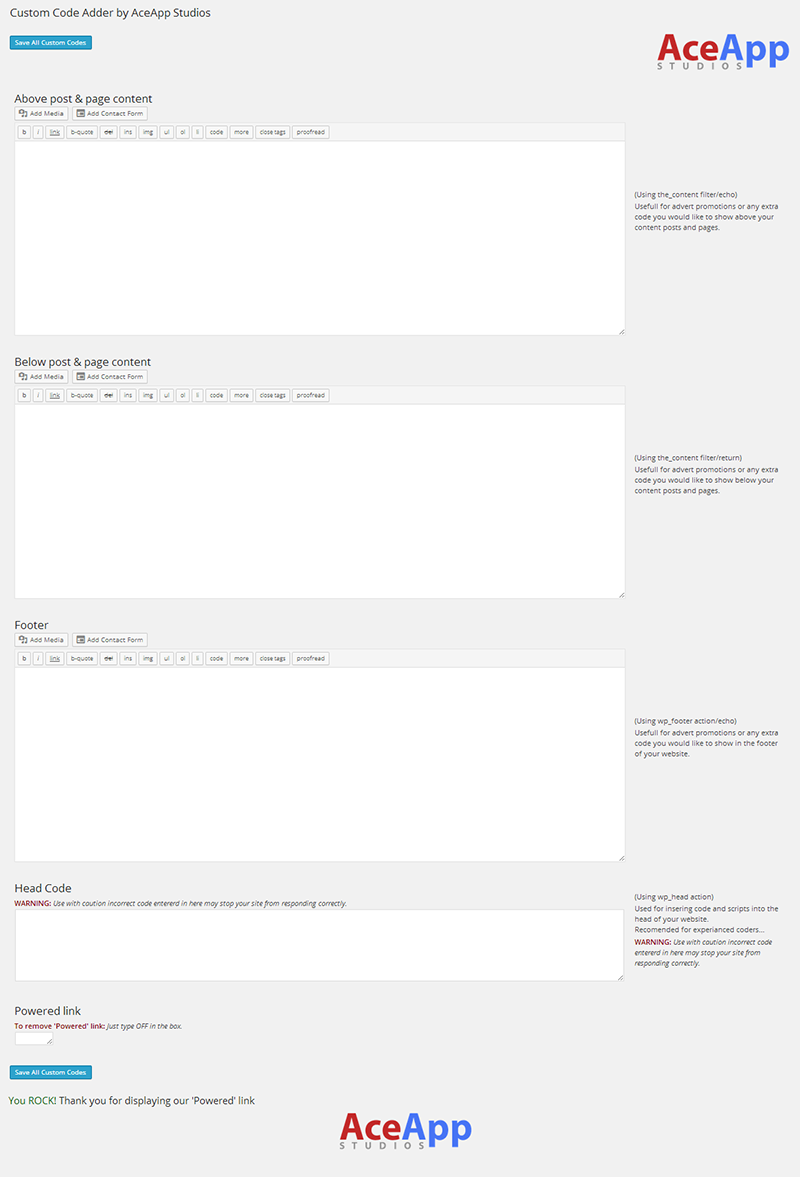 Custom Code Adder by AceApp Studios
Save All Custom Codes
AceApp
STUDIOS
Above post & page content
Add Media Add Contact Form
b i link b-quote del ins img ul ol li code more close tags proofread
(Using the_content filter/echo)
Usefull for advert promotions or any extra
code you would like to show above your
content posts and pages.
Below post & page content
Add Media Add Contact Form
b i link b-quote del ins img ul ol li code more close tags proofread
(Using the_content filter/return)
Usefull for advert promotions or any extra
code you would like to show below your
content posts and pages.
Footer
Add Media Add Contact Form
b i link b-quote del ins img ul ol li code more close tags proofread
(Using wp_footer action/echo)
Usefull for advert promotions or any extra
code you would like to show in the footer
of your website.
Head Code
WARNING: Use with caution incorrect code entererd in here may stop your site from responding correctly.
(Using wp_head action)
Used for insering code and scripts into the
head of your website.
Recomended for experianced coders...
WARNING: Use with caution incorrect code
entererd in here may stop your site from
responding correctly.
Powered link
To remove 'Powered' link: Just type OFF in the box.
Save All Custom Codes
You ROCK! Thank you for displaying our 'Powered' link
AceApp
STUDIOS